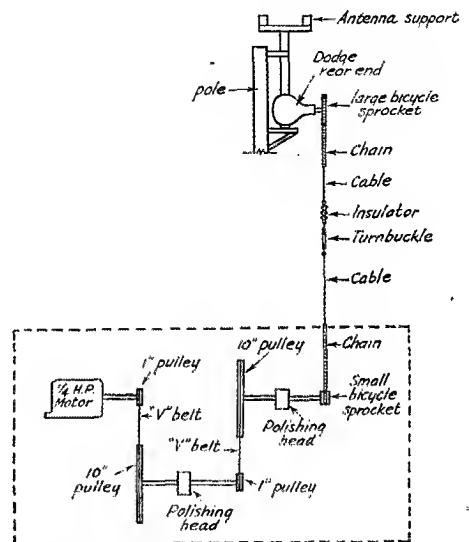 Antenna support
Dodge
rear end
pole
large bicycle
sprocket
Chain
Cable
Insulator
Turnbuckle
Cable
10" pulley
Chain
1" pulley
1/4 H.P.
Motor
Small
bicycle
sprocket
"V" belt
Polishing
head
"V" belt
10"
pulley
1" pulley
Polishing
head